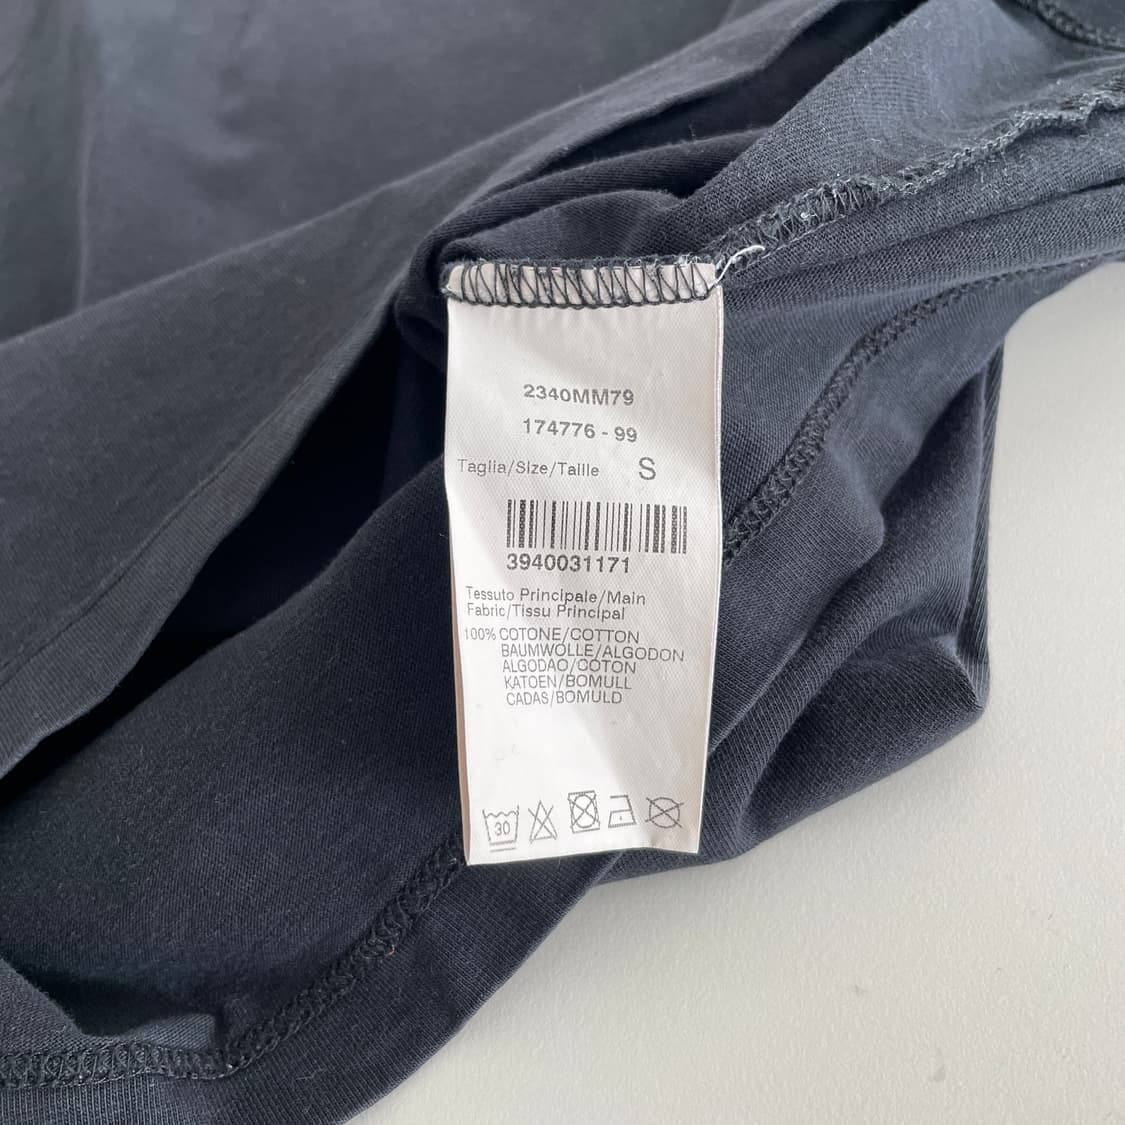 2340MM79
174776 - 99
Taglia/Size/Taille S
3940031171
Tessuto Principale/Main
Fabric/Tissu Principal
100% COTONE/COTTON
BAUMWOLLE/ALGODON
ALGODAO/COTON
KATOEN/BOMULL
CADAS/BOMULD
30